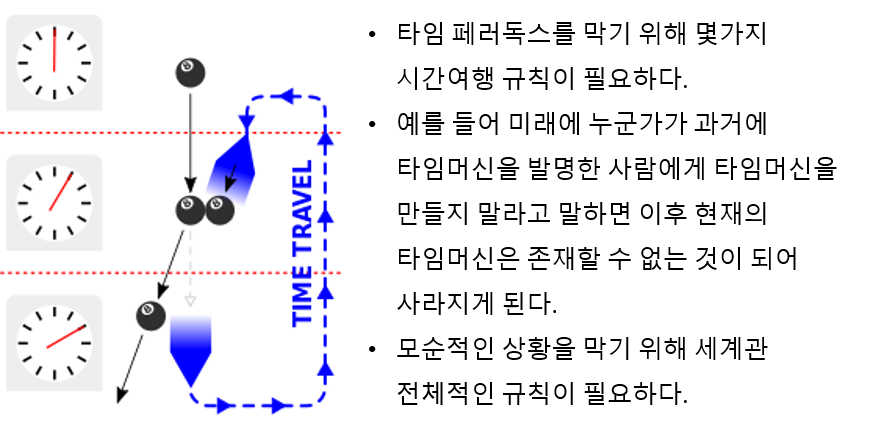 • 타임 페러독스를 막기 위해 몇가지
시간여행 규칙이 필요하다.
• 예를 들어 미래에 누군가가 과거에
타임머신을 발명한 사람에게 타임머신을
만들지 말라고 말하면 이후 현재의
타임머신은 존재할 수 없는 것이 되어
사라지게 된다.
• 모순적인 상황을 막기 위해 세계관
전체적인 규칙이 필요하다.
TIME TRAVEL
8
8
8
8